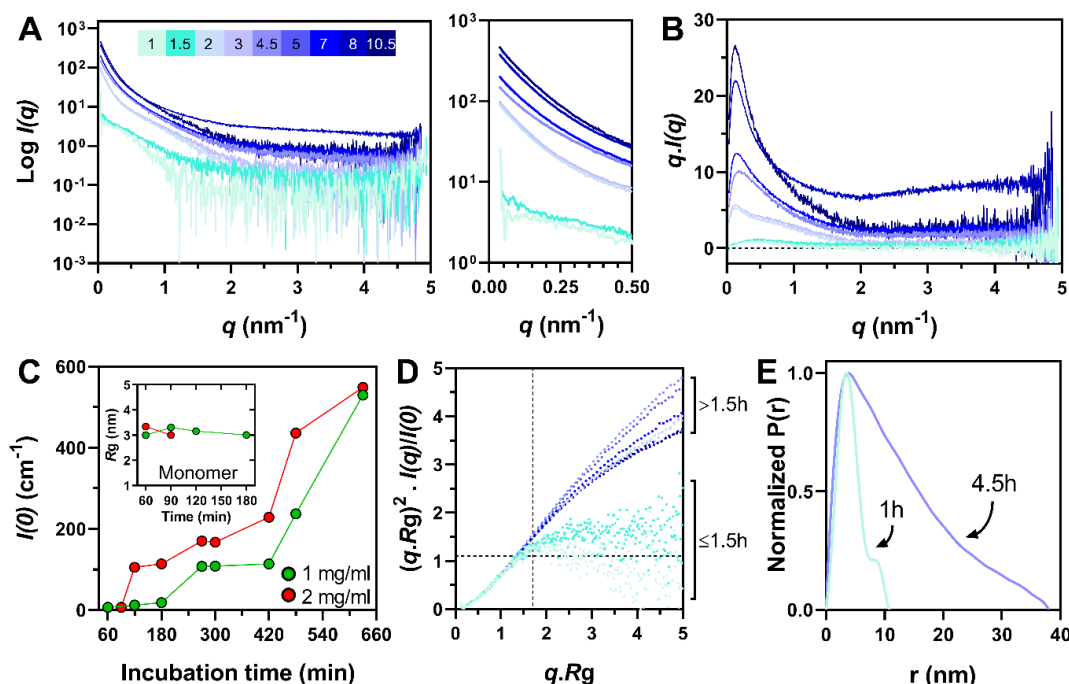 A
B
1 1.5 2 3 4.5 5 7 8 10.5
Log I(q)
10³
10²
10¹
10⁰
10⁻¹
10⁻²
10⁻³
0 1 2 3 4 5
q (nm⁻¹)
10³
10²
10¹
10⁰
0.00 0.25 0.50
q (nm⁻¹)
q.I(q)
30
20
10
0
0 1 2 3 4 5
q (nm⁻¹)
C
D
E
I(0) (cm⁻¹)
600
500
400
300
200
100
0
Rg (nm)
5
4
3
2
1
Monomer
60 90 120 150 180
Time (min)
1 mg/ml
2 mg/ml
60 180 300 420 540 660
Incubation time (min)
(q.Rg)² . I(q)/I(0)
5
4
3
2
1
0
0 1 2 3 4 5
q.Rg
>1.5h
≤1.5h
Normalized P(r)
1.0
0.5
0.0
1h
4.5h
0 10 20 30 40
r (nm)